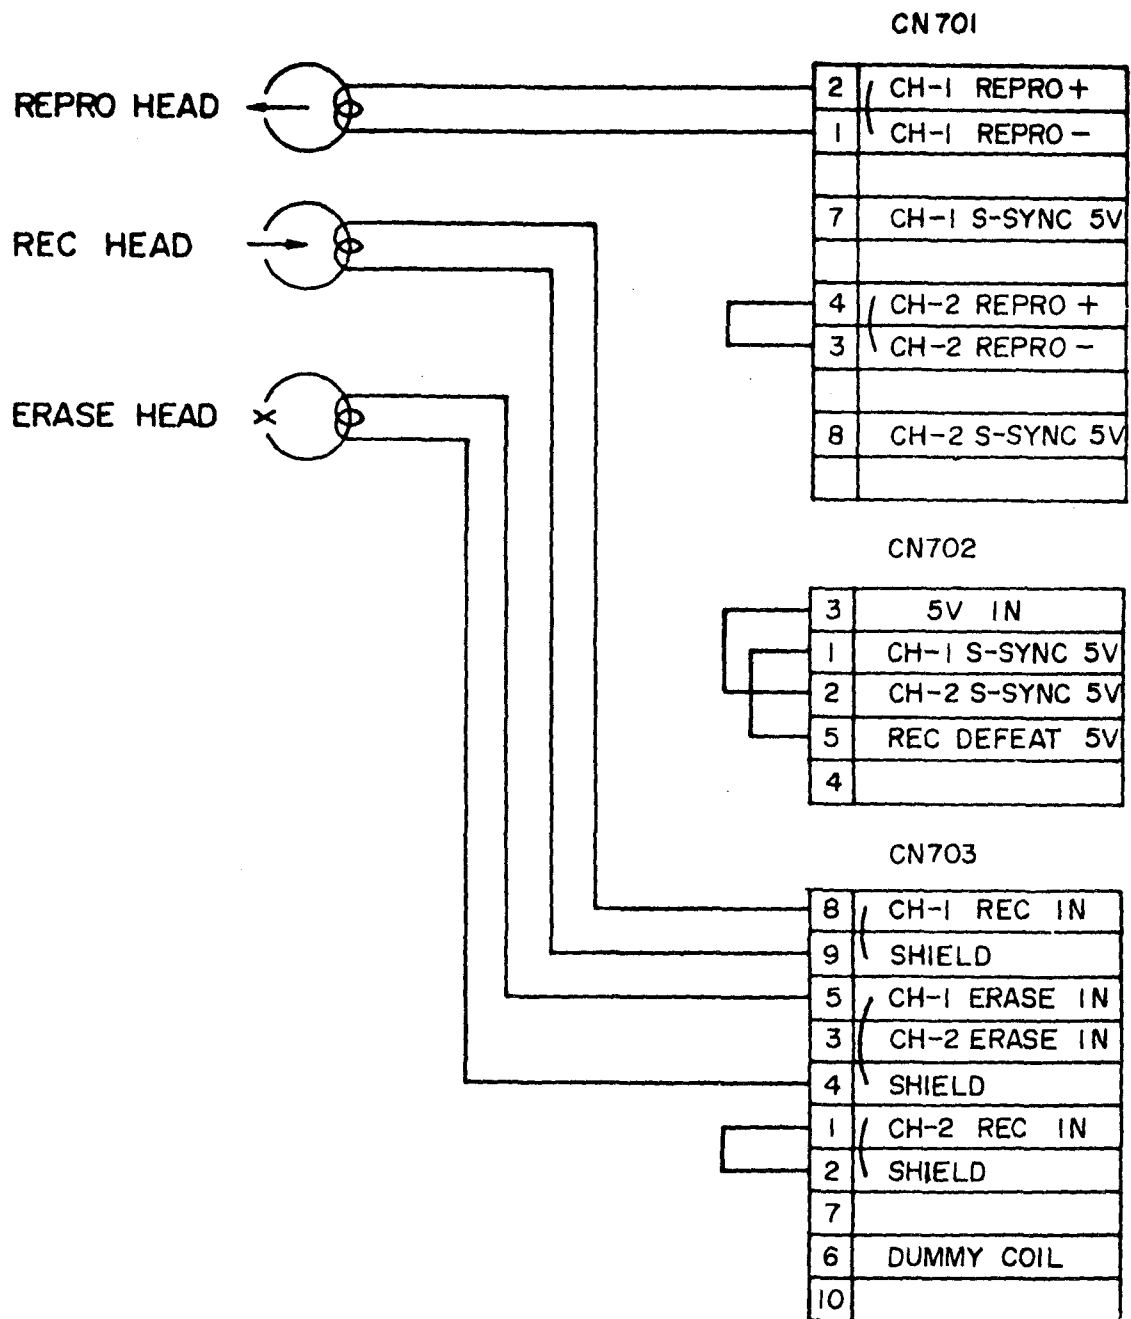 CN701
REPRO HEAD
2 CH-1 REPRO+
1 CH-1 REPRO-
7 CH-1 S-SYNC 5V
4 CH-2 REPRO+
3 CH-2 REPRO-
8 CH-2 S-SYNC 5V
REC HEAD
ERASE HEAD
X
CN702
3 5V IN
1 CH-1 S-SYNC 5V
2 CH-2 S-SYNC 5V
5 REC DEFEAT 5V
4
CN703
8 CH-1 REC IN
9 SHIELD
5 CH-1 ERASE IN
3 CH-2 ERASE IN
4 SHIELD
1 CH-2 REC IN
2 SHIELD
7
6 DUMMY COIL
10